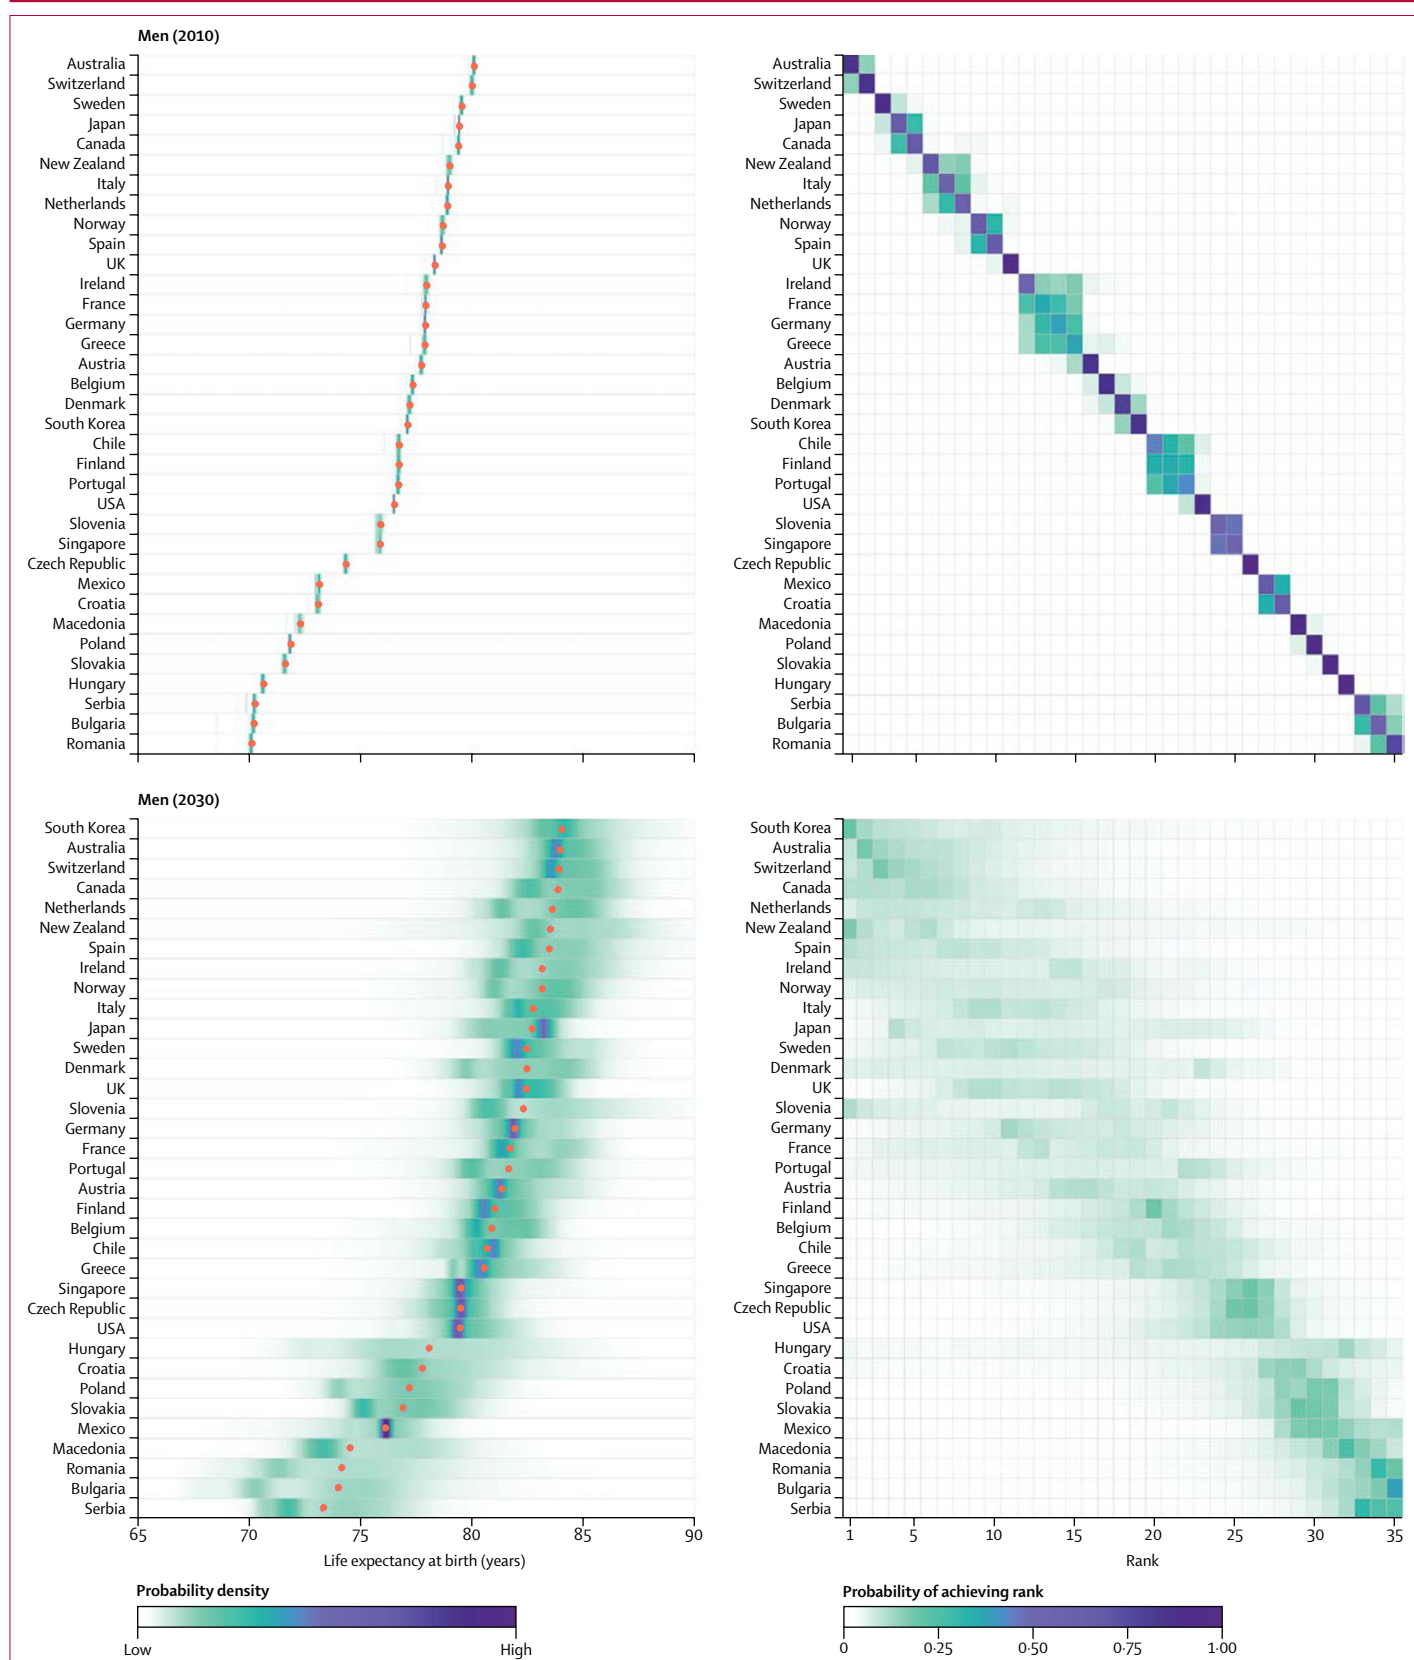 Men (2010)
Australia
Switzerland
Sweden
Japan
Canada
New Zealand
Italy
Netherlands
Norway
Spain
UK
Ireland
France
Germany
Greece
Austria
Belgium
Denmark
South Korea
Chile
Finland
Portugal
USA
Slovenia
Singapore
Czech Republic
Mexico
Croatia
Macedonia
Poland
Slovakia
Hungary
Serbia
Bulgaria
Romania
Australia
Switzerland
Sweden
Japan
Canada
New Zealand
Italy
Netherlands
Norway
Spain
UK
Ireland
France
Germany
Greece
Austria
Belgium
Denmark
South Korea
Chile
Finland
Portugal
USA
Slovenia
Singapore
Czech Republic
Mexico
Croatia
Macedonia
Poland
Slovakia
Hungary
Serbia
Bulgaria
Romania
Men (2030)
South Korea
Australia
Switzerland
Canada
Netherlands
New Zealand
Spain
Ireland
Norway
Italy
Japan
Sweden
Denmark
UK
Slovenia
Germany
France
Portugal
Austria
Finland
Belgium
Chile
Greece
Singapore
Czech Republic
USA
Hungary
Croatia
Poland
Slovakia
Mexico
Macedonia
Romania
Bulgaria
Serbia
65 70 75 80 85 90
Life expectancy at birth (years)
Probability density
Low High
South Korea
Australia
Switzerland
Canada
Netherlands
New Zealand
Spain
Ireland
Norway
Italy
Japan
Sweden
Denmark
UK
Slovenia
Germany
France
Portugal
Austria
Finland
Belgium
Chile
Greece
Singapore
Czech Republic
USA
Hungary
Croatia
Poland
Slovakia
Mexico
Macedonia
Romania
Bulgaria
Serbia
1 5 10 15 20 25 30 35
Rank
Probability of achieving rank
0 0·25 0·50 0·75 1·00